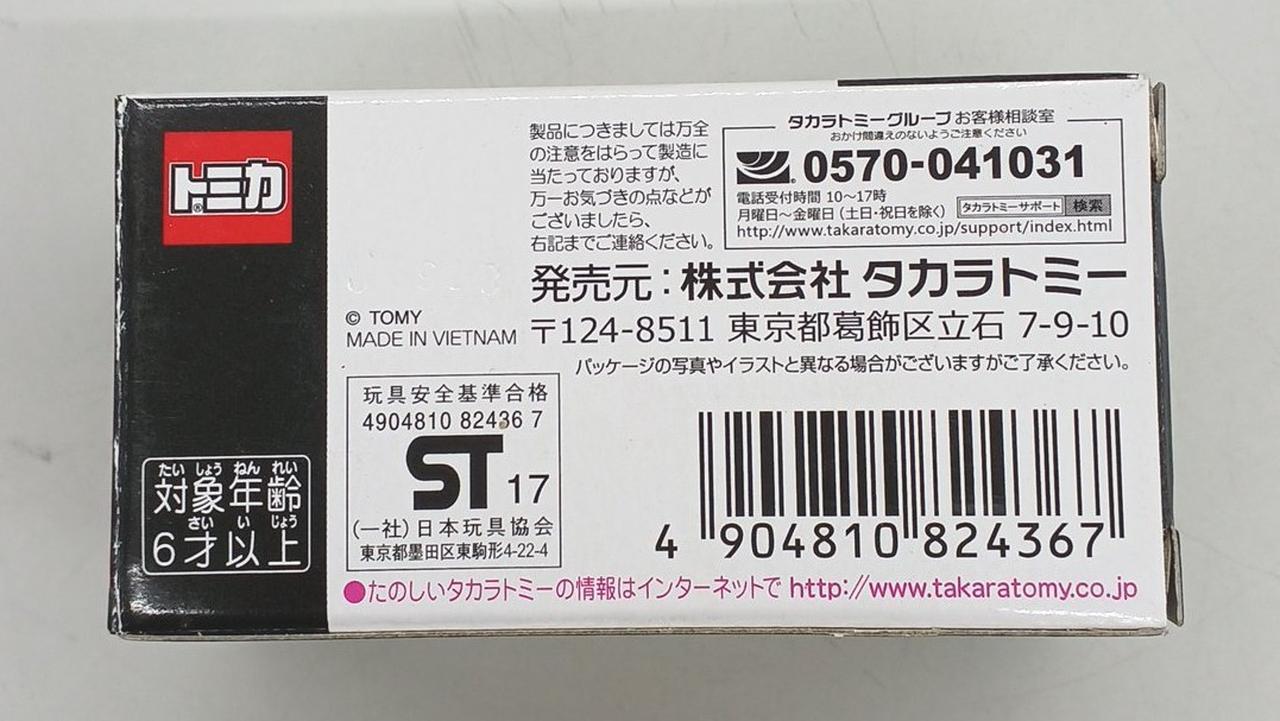 トミカ
®
対象年齢
たいしょうねんれい
6才以上
さいいじょう
製品につきましては万全
の注意をはらって製造に
当たっておりますが、
万一お気づきの点などが
ございましたら、
右記までご連絡ください。
タカラトミーグループ お客様相談室
おかけ間違えのないようご注意ください
0570-041031
電話受付時間 10〜17時
月曜日〜金曜日 (土日・祝日を除く) タカラトミーサポート 検索
http://www.takaratomy.co.jp/support/index.html
発売元:株式会社 タカラトミー
© TOMY
MADE IN VIETNAM
〒124-8511 東京都葛飾区立石 7-9-10
パッケージの写真やイラストと異なる場合がございますがご了承ください。
玩具安全基準合格
4904810 82436 7
ST 17
(一社)日本玩具協会
東京都墨田区東駒形4-22-4
4 904810 824367
●たのしいタカラトミーの情報はインターネットで http://www.takaratomy.co.jp